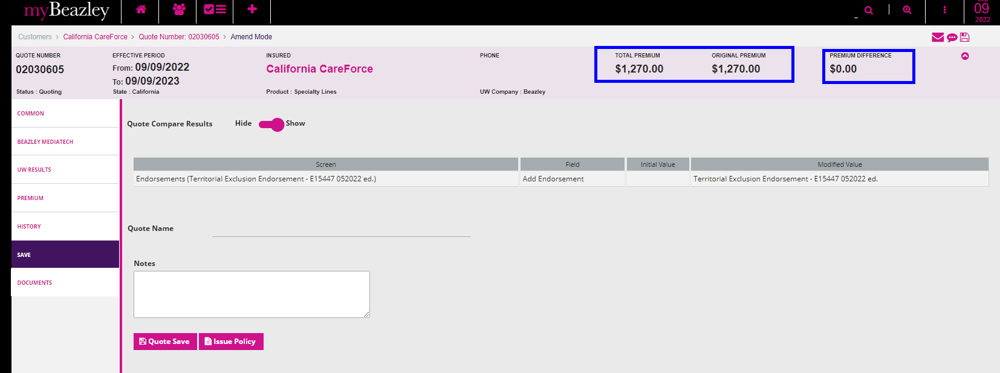 myBeazley
09
2022
Customers > California CareForce > Quote Number: 02030605 > Amend Mode
QUOTE NUMBER
02030605
Status : Quoting
EFFECTIVE PERIOD
From: 09/09/2022
To: 09/09/2023
State : California
INSURED
California CareForce
Product : Specialty Lines
PHONE
UW Company : Beazley
TOTAL PREMIUM
$1,270.00
ORIGINAL PREMIUM
$1,270.00
PREMIUM DIFFERENCE
$0.00
COMMON
BEAZLEY MEDIATECH
UW RESULTS
PREMIUM
HISTORY
SAVE
DOCUMENTS
Quote Compare Results Hide Show
Screen Field Initial Value Modified Value
Endorsements (Territorial Exclusion Endorsement - E15447 052022 ed.) Add Endorsement Territorial Exclusion Endorsement - E15447 052022 ed.
Quote Name
Notes
Quote Save Issue Policy